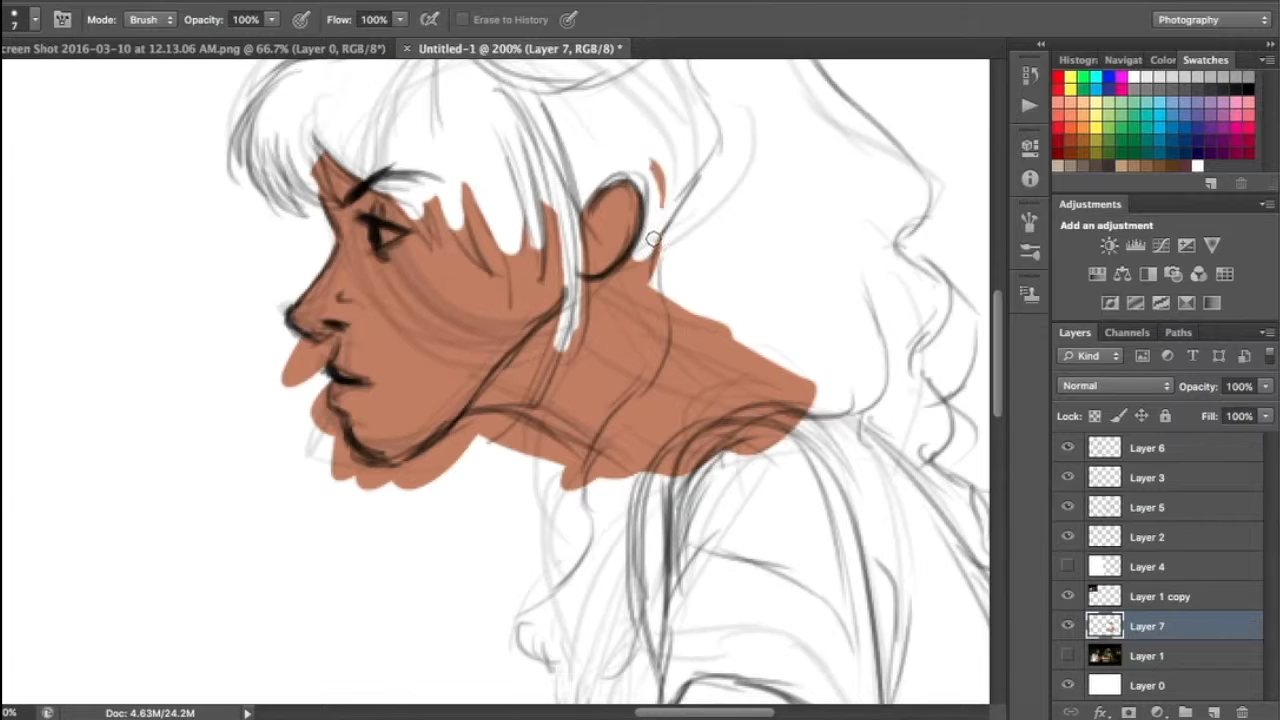 7 Mode: Brush Opacity: 100% Flow: 100% Erase to History Photography
creen Shot 2016-03-10 at 12.13.06 AM.png @ 66.7% (Layer 0, RGB/8*) × Untitled-1 @ 200% (Layer 7, RGB/8) *
Histogr Navigat Color Swatches
Adjustments
Add an adjustment
Layers Channels Paths
Kind
Normal Opacity: 100%
Lock: Fill: 100%
Layer 6
Layer 3
Layer 5
Layer 2
Layer 4
Layer 1 copy
Layer 7
Layer 1
Layer 0
0% Doc: 4.63M/24.2M